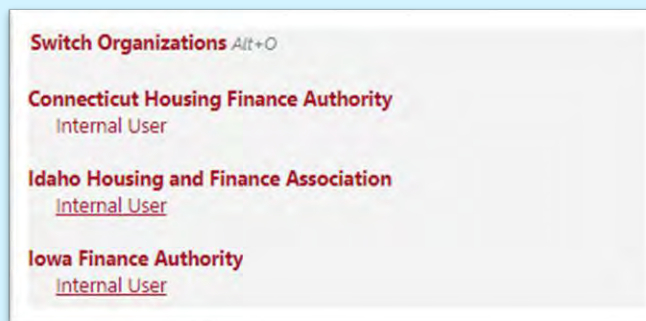 Switch Organizations Alt+O
Connecticut Housing Finance Authority
Internal User
Idaho Housing and Finance Association
Internal User
Iowa Finance Authority
Internal User